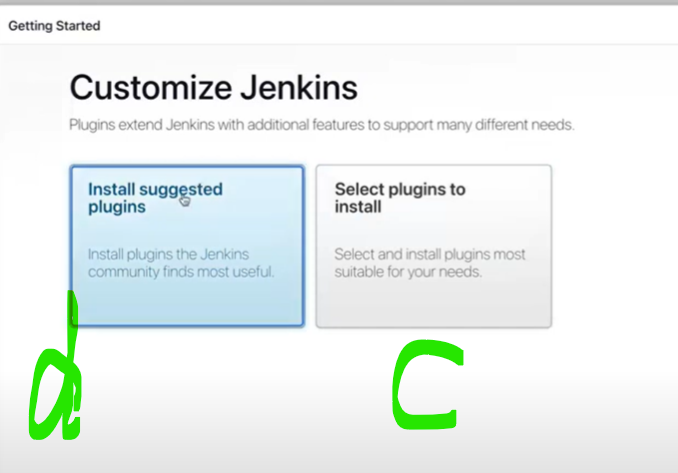 Getting Started
Customize Jenkins
Plugins extend Jenkins with additional features to support many different needs.
Install suggested
plugins
Install plugins the Jenkins
community finds most useful.
Select plugins to
install
Select and install plugins most
suitable for your needs.
d
C